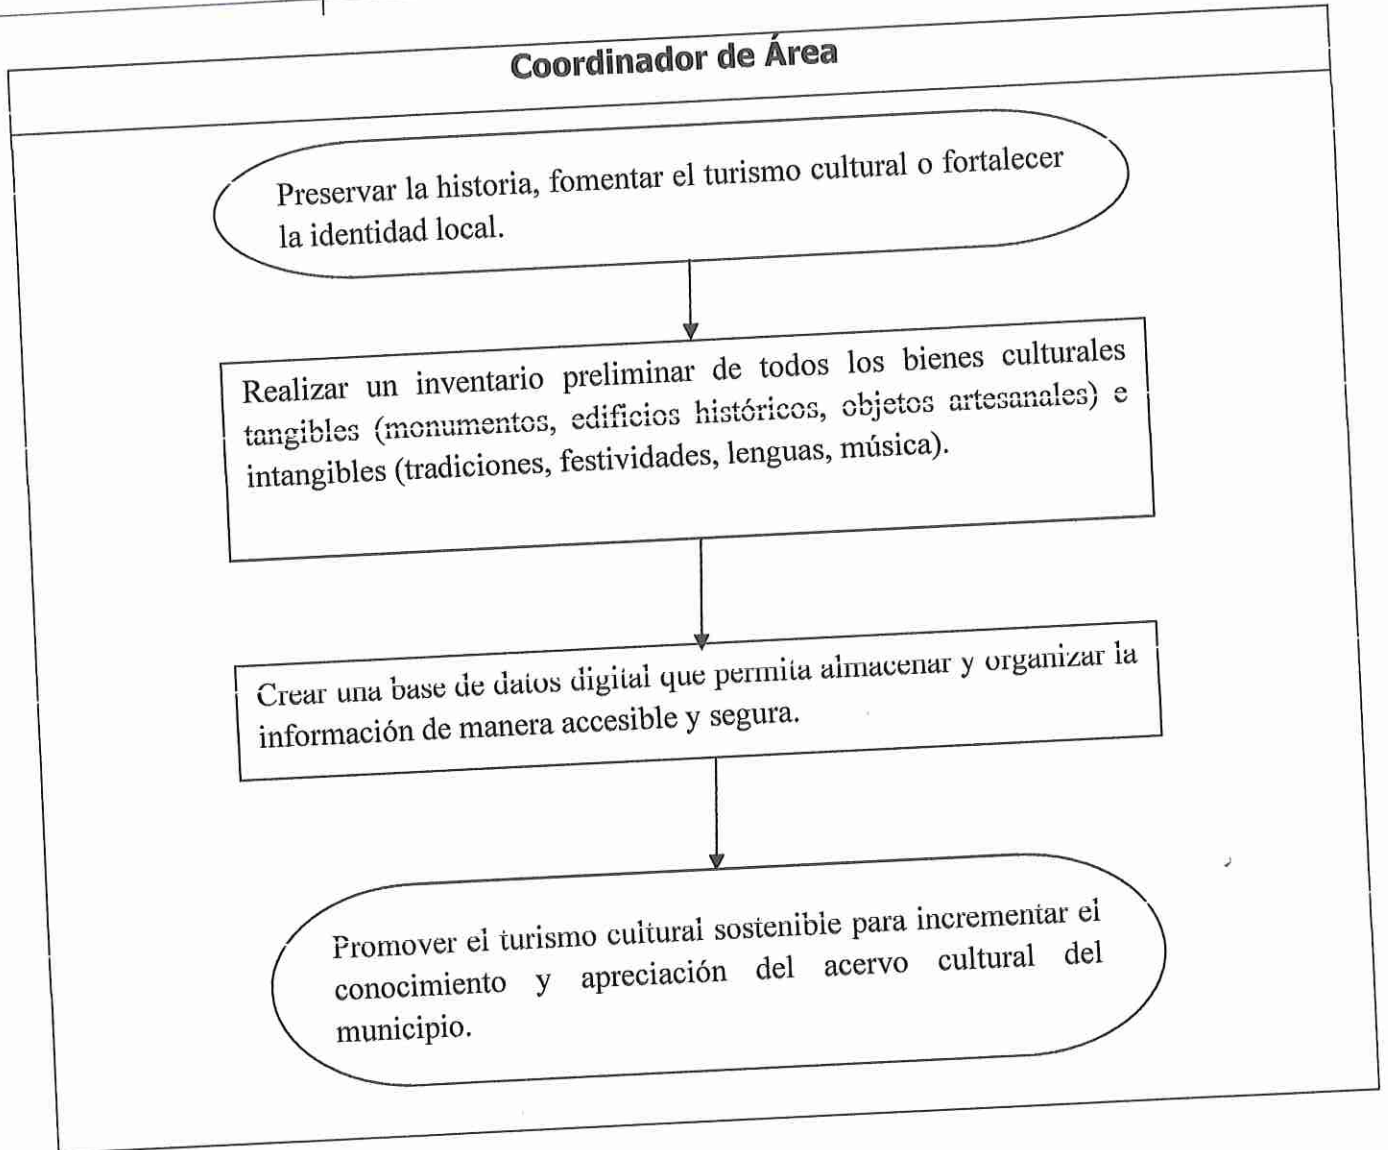 Coordinador de Área
Preservar la historia, fomentar el turismo cultural o fortalecer
la identidad local.
Realizar un inventario preliminar de todos los bienes culturales
tangibles (monumentos, edificios históricos, objetos artesanales) e
intangibles (tradiciones, festividades, lenguas, música).
Crear una base de datos digital que permita almacenar y organizar la
información de manera accesible y segura.
Promover el turismo cultural sostenible para incrementar el
conocimiento y apreciación del acervo cultural del
municipio.